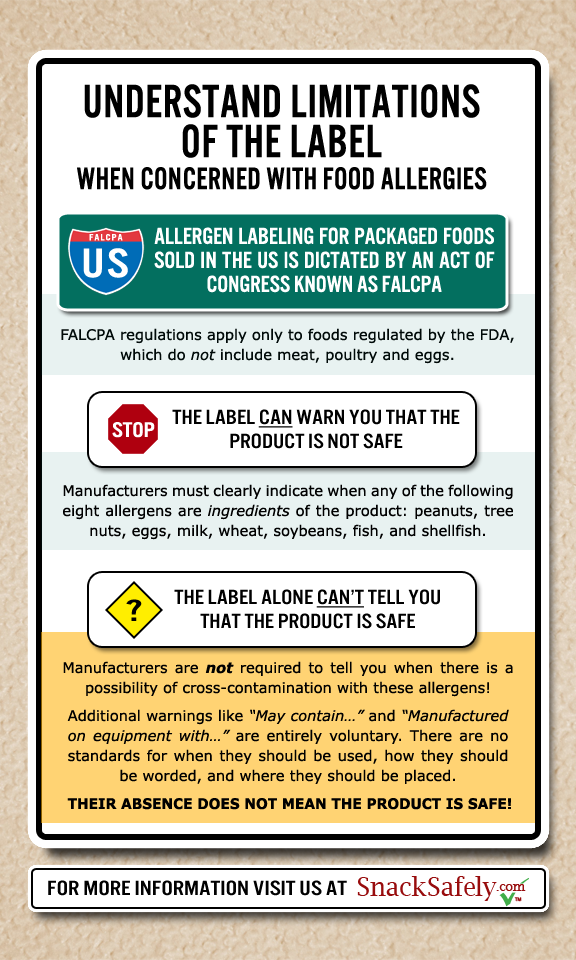 UNDERSTAND LIMITATIONS
OF THE LABEL
WHEN CONCERNED WITH FOOD ALLERGIES
FALCPA
US
ALLERGEN LABELING FOR PACKAGED FOODS
SOLD IN THE US IS DICTATED BY AN ACT OF
CONGRESS KNOWN AS FALCPA
FALCPA regulations apply only to foods regulated by the FDA,
which do not include meat, poultry and eggs.
STOP
THE LABEL CAN WARN YOU THAT THE
PRODUCT IS NOT SAFE
Manufacturers must clearly indicate when any of the following
eight allergens are ingredients of the product: peanuts, tree
nuts, eggs, milk, wheat, soybeans, fish, and shellfish.
?
THE LABEL ALONE CAN'T TELL YOU
THAT THE PRODUCT IS SAFE
Manufacturers are not required to tell you when there is a
possibility of cross-contamination with these allergens!
Additional warnings like “May contain…” and “Manufactured
on equipment with…” are entirely voluntary. There are no
standards for when they should be used, how they should
be worded, and where they should be placed.
THEIR ABSENCE DOES NOT MEAN THE PRODUCT IS SAFE!
FOR MORE INFORMATION VISIT US AT SnackSafely.com
TM